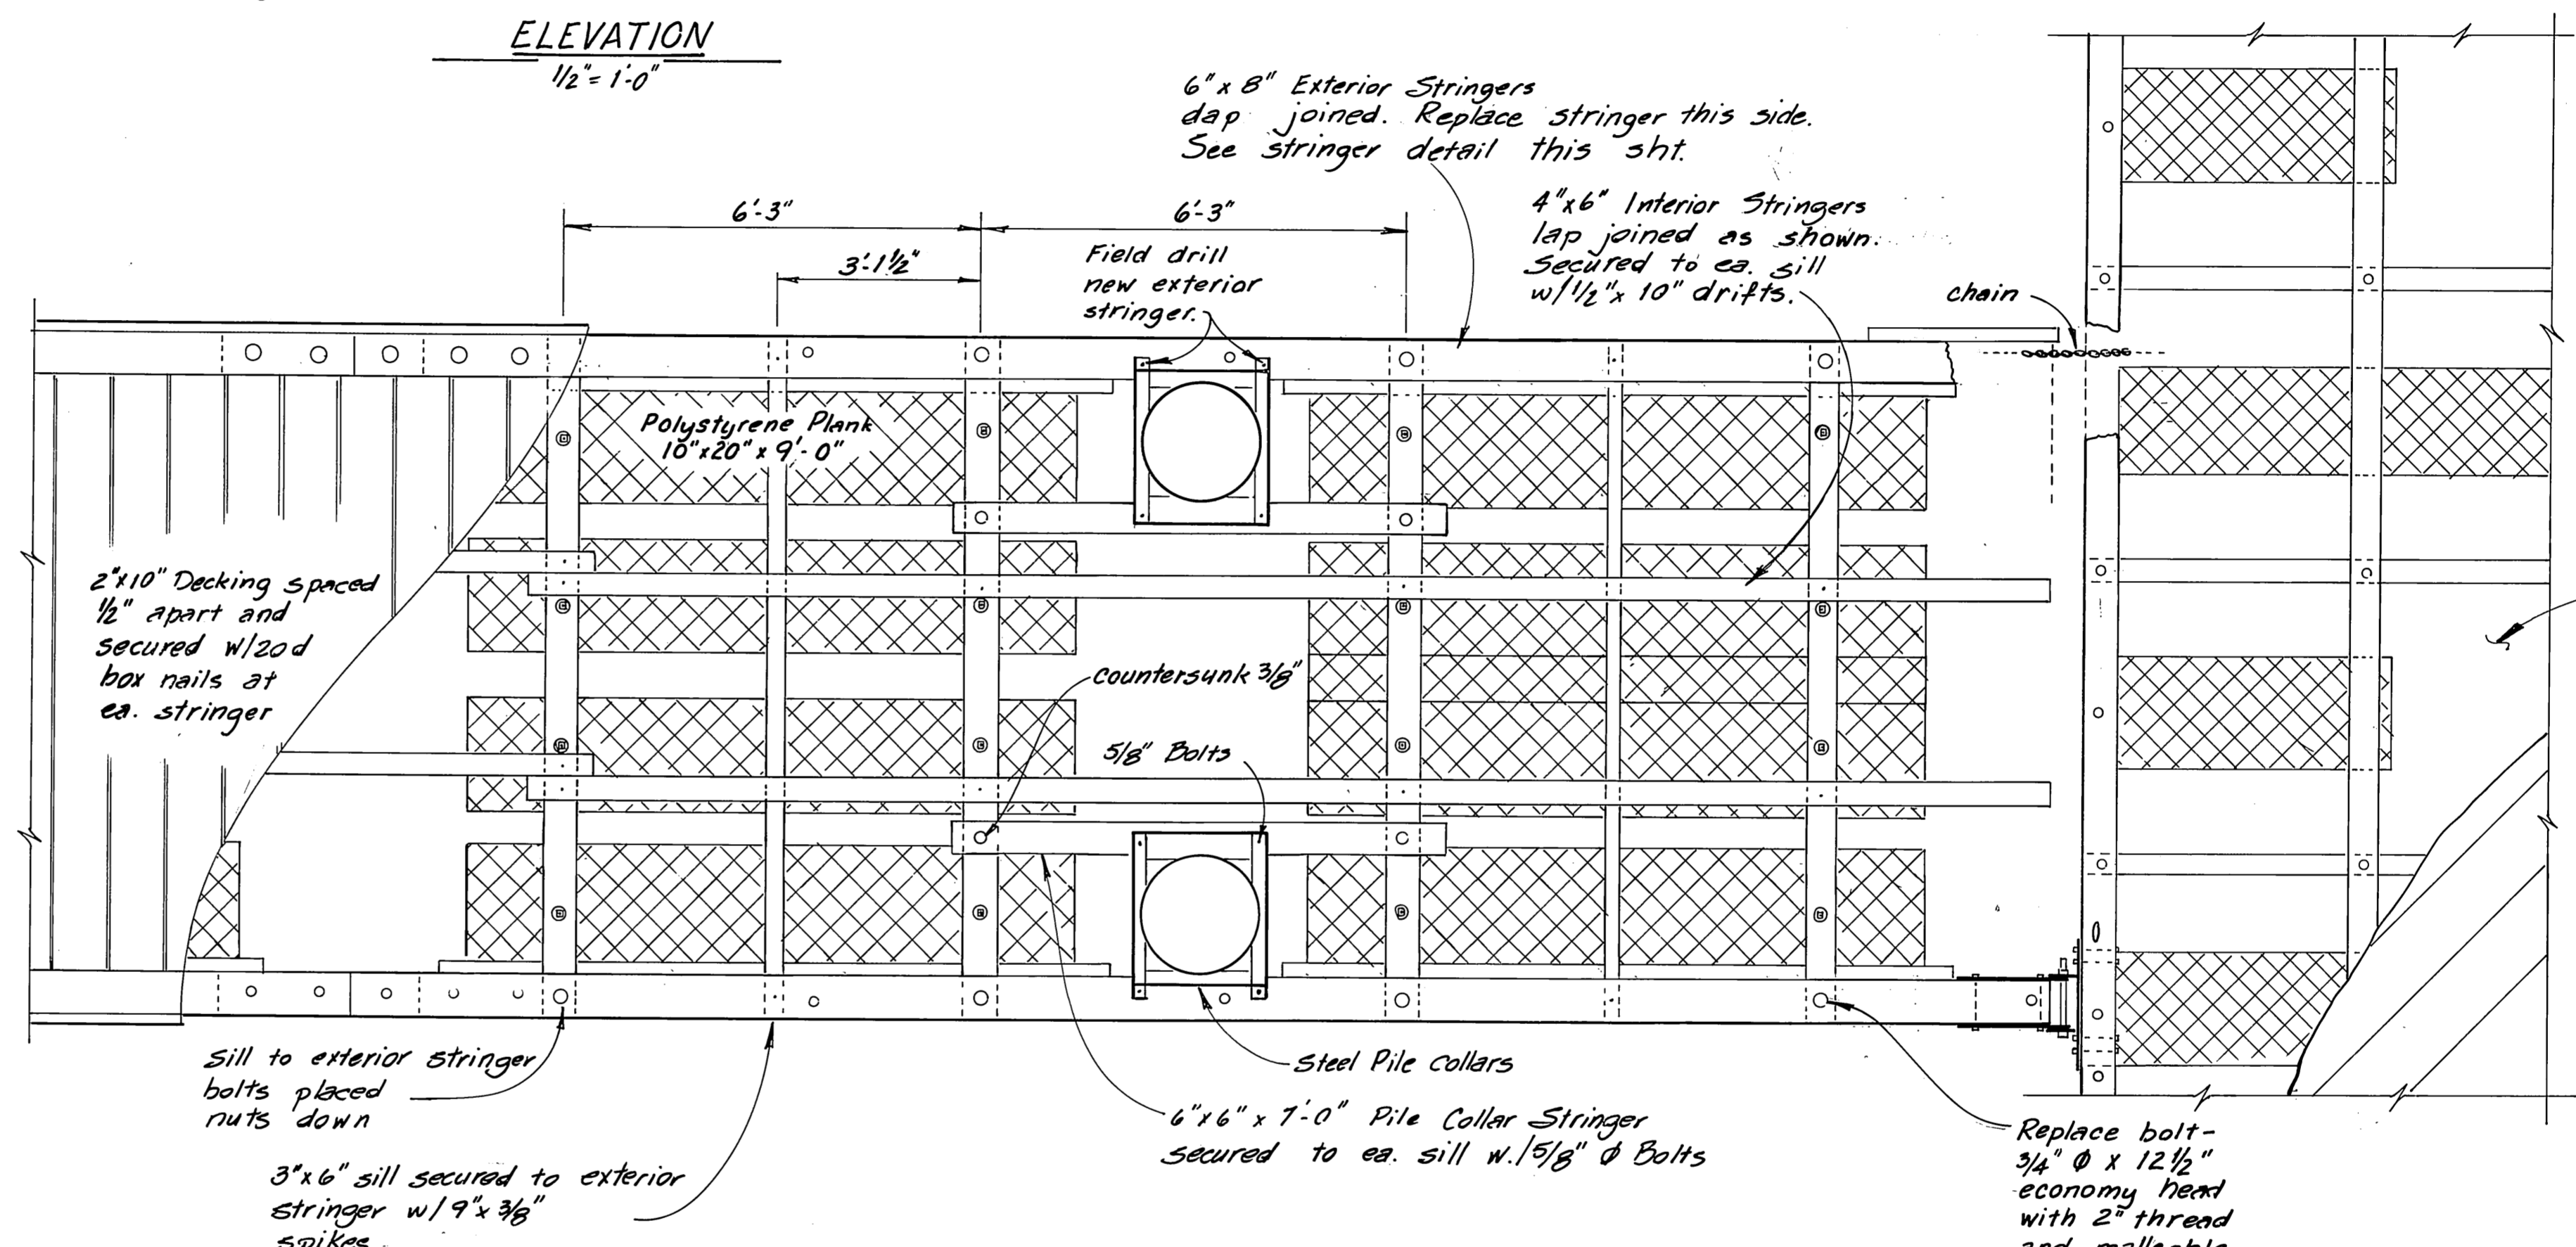 ELEVATION
1/2"= 1'-0"
6" x 8" Exterior Stringers
dap joined. Replace stringer this side.
See stringer detail this sht.
4"x6" Interior Stringers
lap joined as shown.
secured to ea. sill
w/ 1/2"x 10" drifts.
6'-3"
6'-3"
3'-1 1/2"
Field drill
new exterior
stringer.
chain
Polystyrene Plank
10"x20"x 9'-0"
2"x10" Decking spaced
1/2" apart and
secured w/20d
box nails at
ea. stringer
countersunk 3/8"
5/8" Bolts
Sill to exterior stringer
bolts placed
nuts down
Steel Pile collars
6"x6" x 7'-0" Pile Collar Stringer
secured to ea. sill w./5/8" Ø Bolts
3"x6" sill secured to exterior
stringer w/ 9"x 3/8"
spikes.
Replace bolt-
3/4" Ø x 12 1/2"
economy head
with 2" thread
and malleable